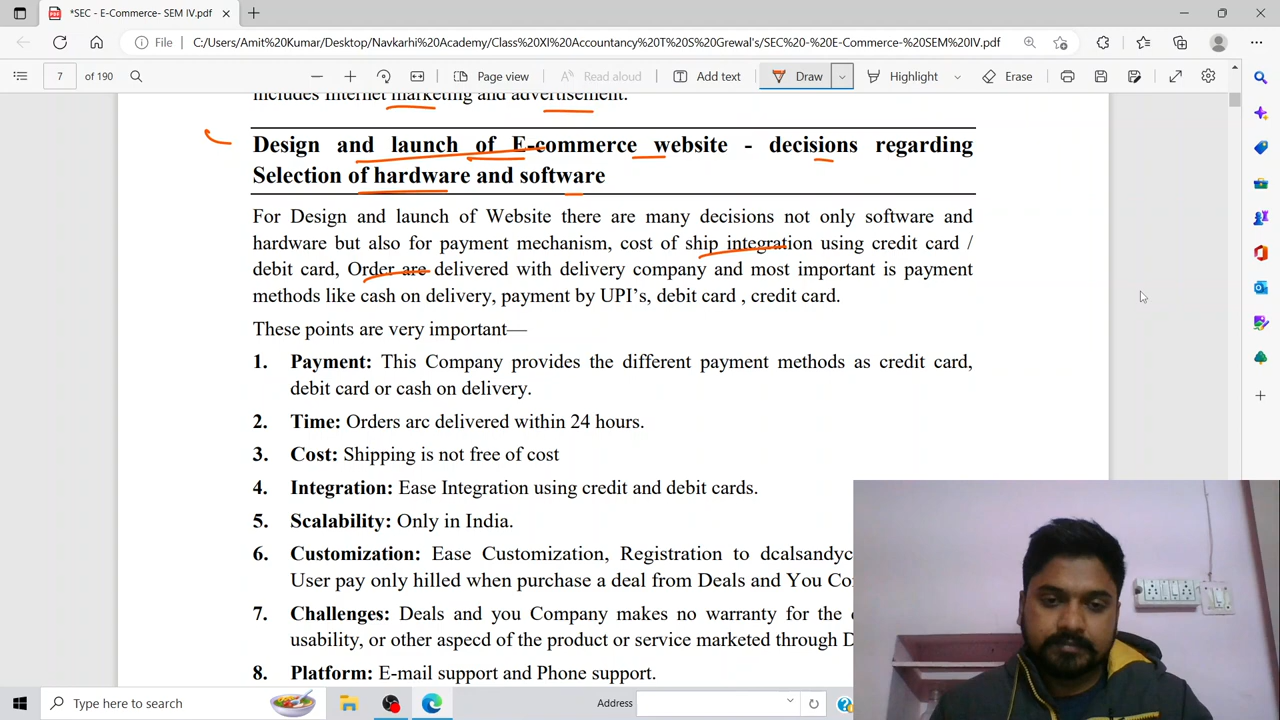 *SEC - E-Commerce- SEM IV.pdf
File C:/Users/Amit%20Kumar/Desktop/Navkarhi%20Academy/Class%20XI%20Accountancy%20T%20S%20Grewal's/SEC%20-%20E-Commerce-%20SEM%20IV.pdf
7 of 190 Page view Read aloud Add text Draw Highlight Erase
includes Internet marketing and advertisement.
Design and launch of E-commerce website - decisions regarding
Selection of hardware and software
For Design and launch of Website there are many decisions not only software and
hardware but also for payment mechanism, cost of ship integration using credit card /
debit card, Order are delivered with delivery company and most important is payment
methods like cash on delivery, payment by UPI's, debit card , credit card.
These points are very important—
1. Payment: This Company provides the different payment methods as credit card,
debit card or cash on delivery.
2. Time: Orders arc delivered within 24 hours.
3. Cost: Shipping is not free of cost
4. Integration: Ease Integration using credit and debit cards.
5. Scalability: Only in India.
6. Customization: Ease Customization, Registration to dcalsandyc
User pay only hilled when purchase a deal from Deals and You Co
7. Challenges: Deals and you Company makes no warranty for the
usability, or other aspecd of the product or service marketed through D
8. Platform: E-mail support and Phone support.
Type here to search
Address